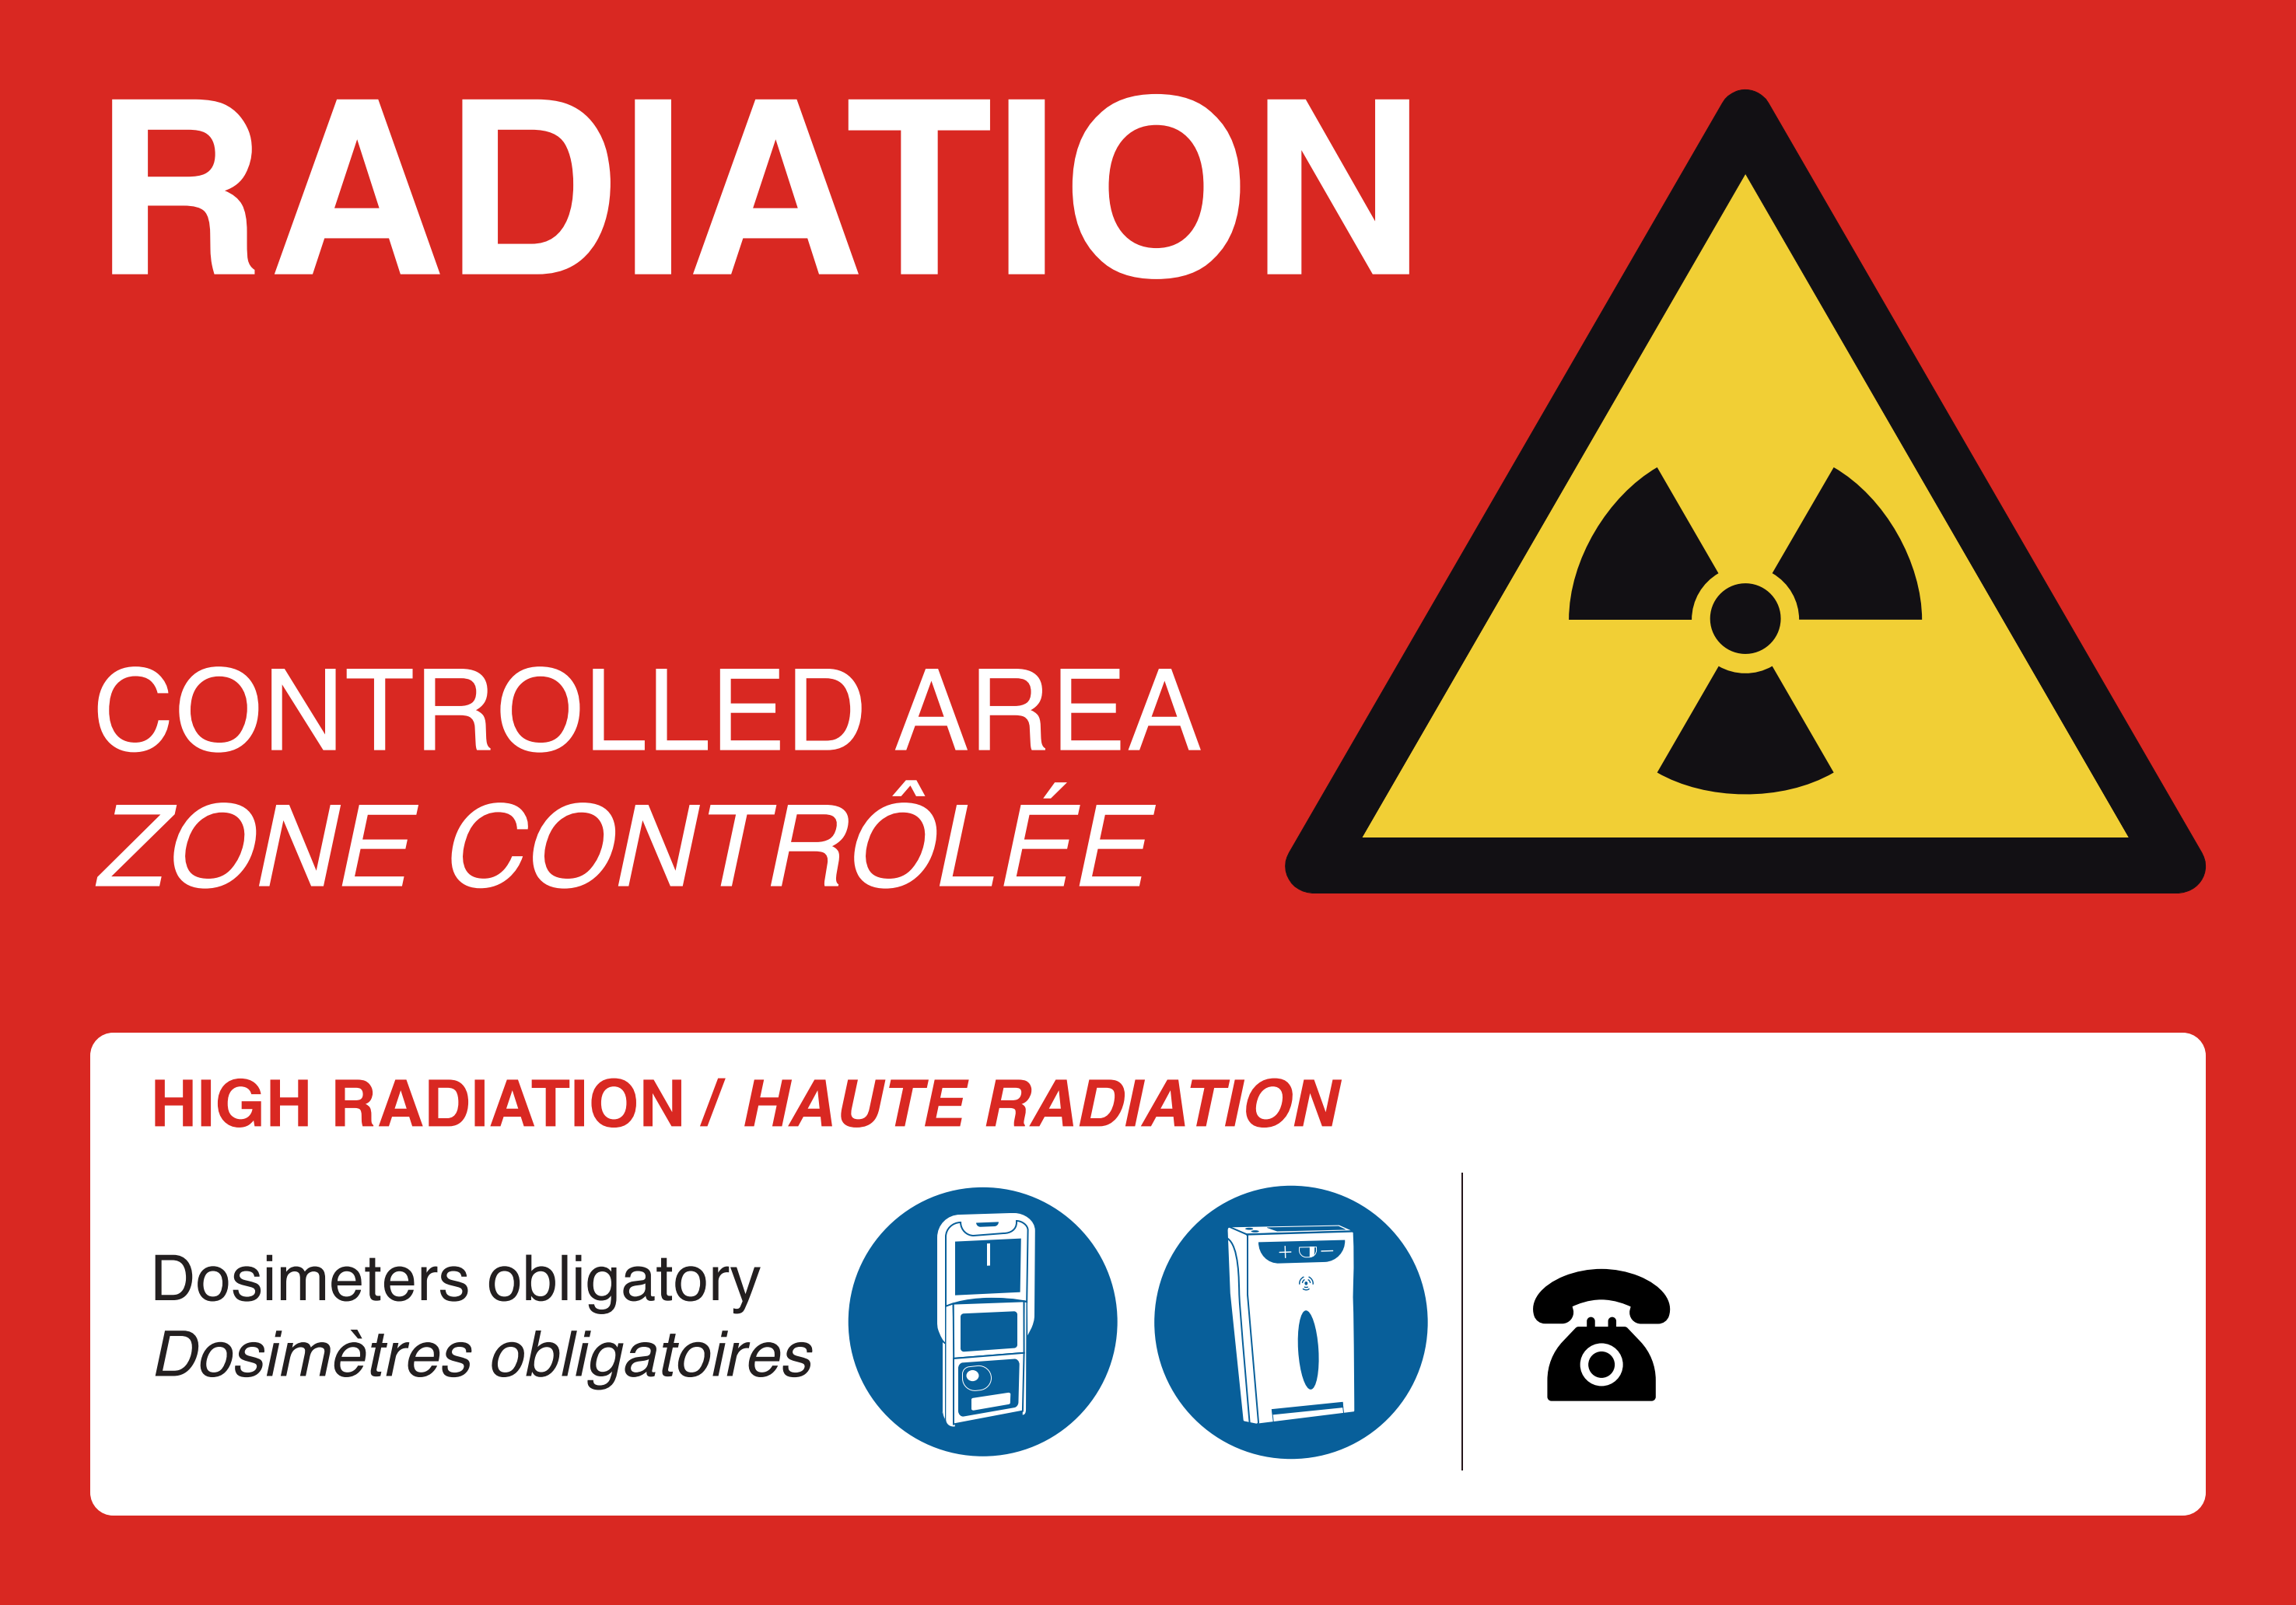 RADIATION
CONTROLLED AREA
ZONE CONTRÔLÉE
HIGH RADIATION / HAUTE RADIATION
Dosimeters obligatory
Dosimètres obligatoires